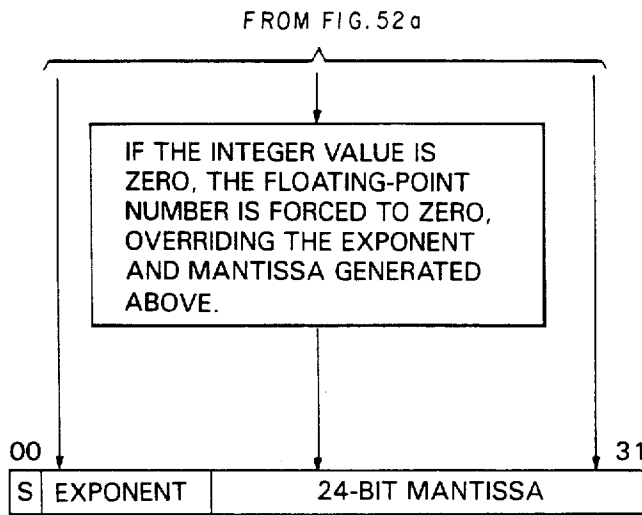 FROM FIG. 52a
IF THE INTEGER VALUE IS
ZERO, THE FLOATING-POINT
NUMBER IS FORCED TO ZERO,
OVERRIDING THE EXPONENT
AND MANTISSA GENERATED
ABOVE.
00 31
S EXPONENT 24-BIT MANTISSA